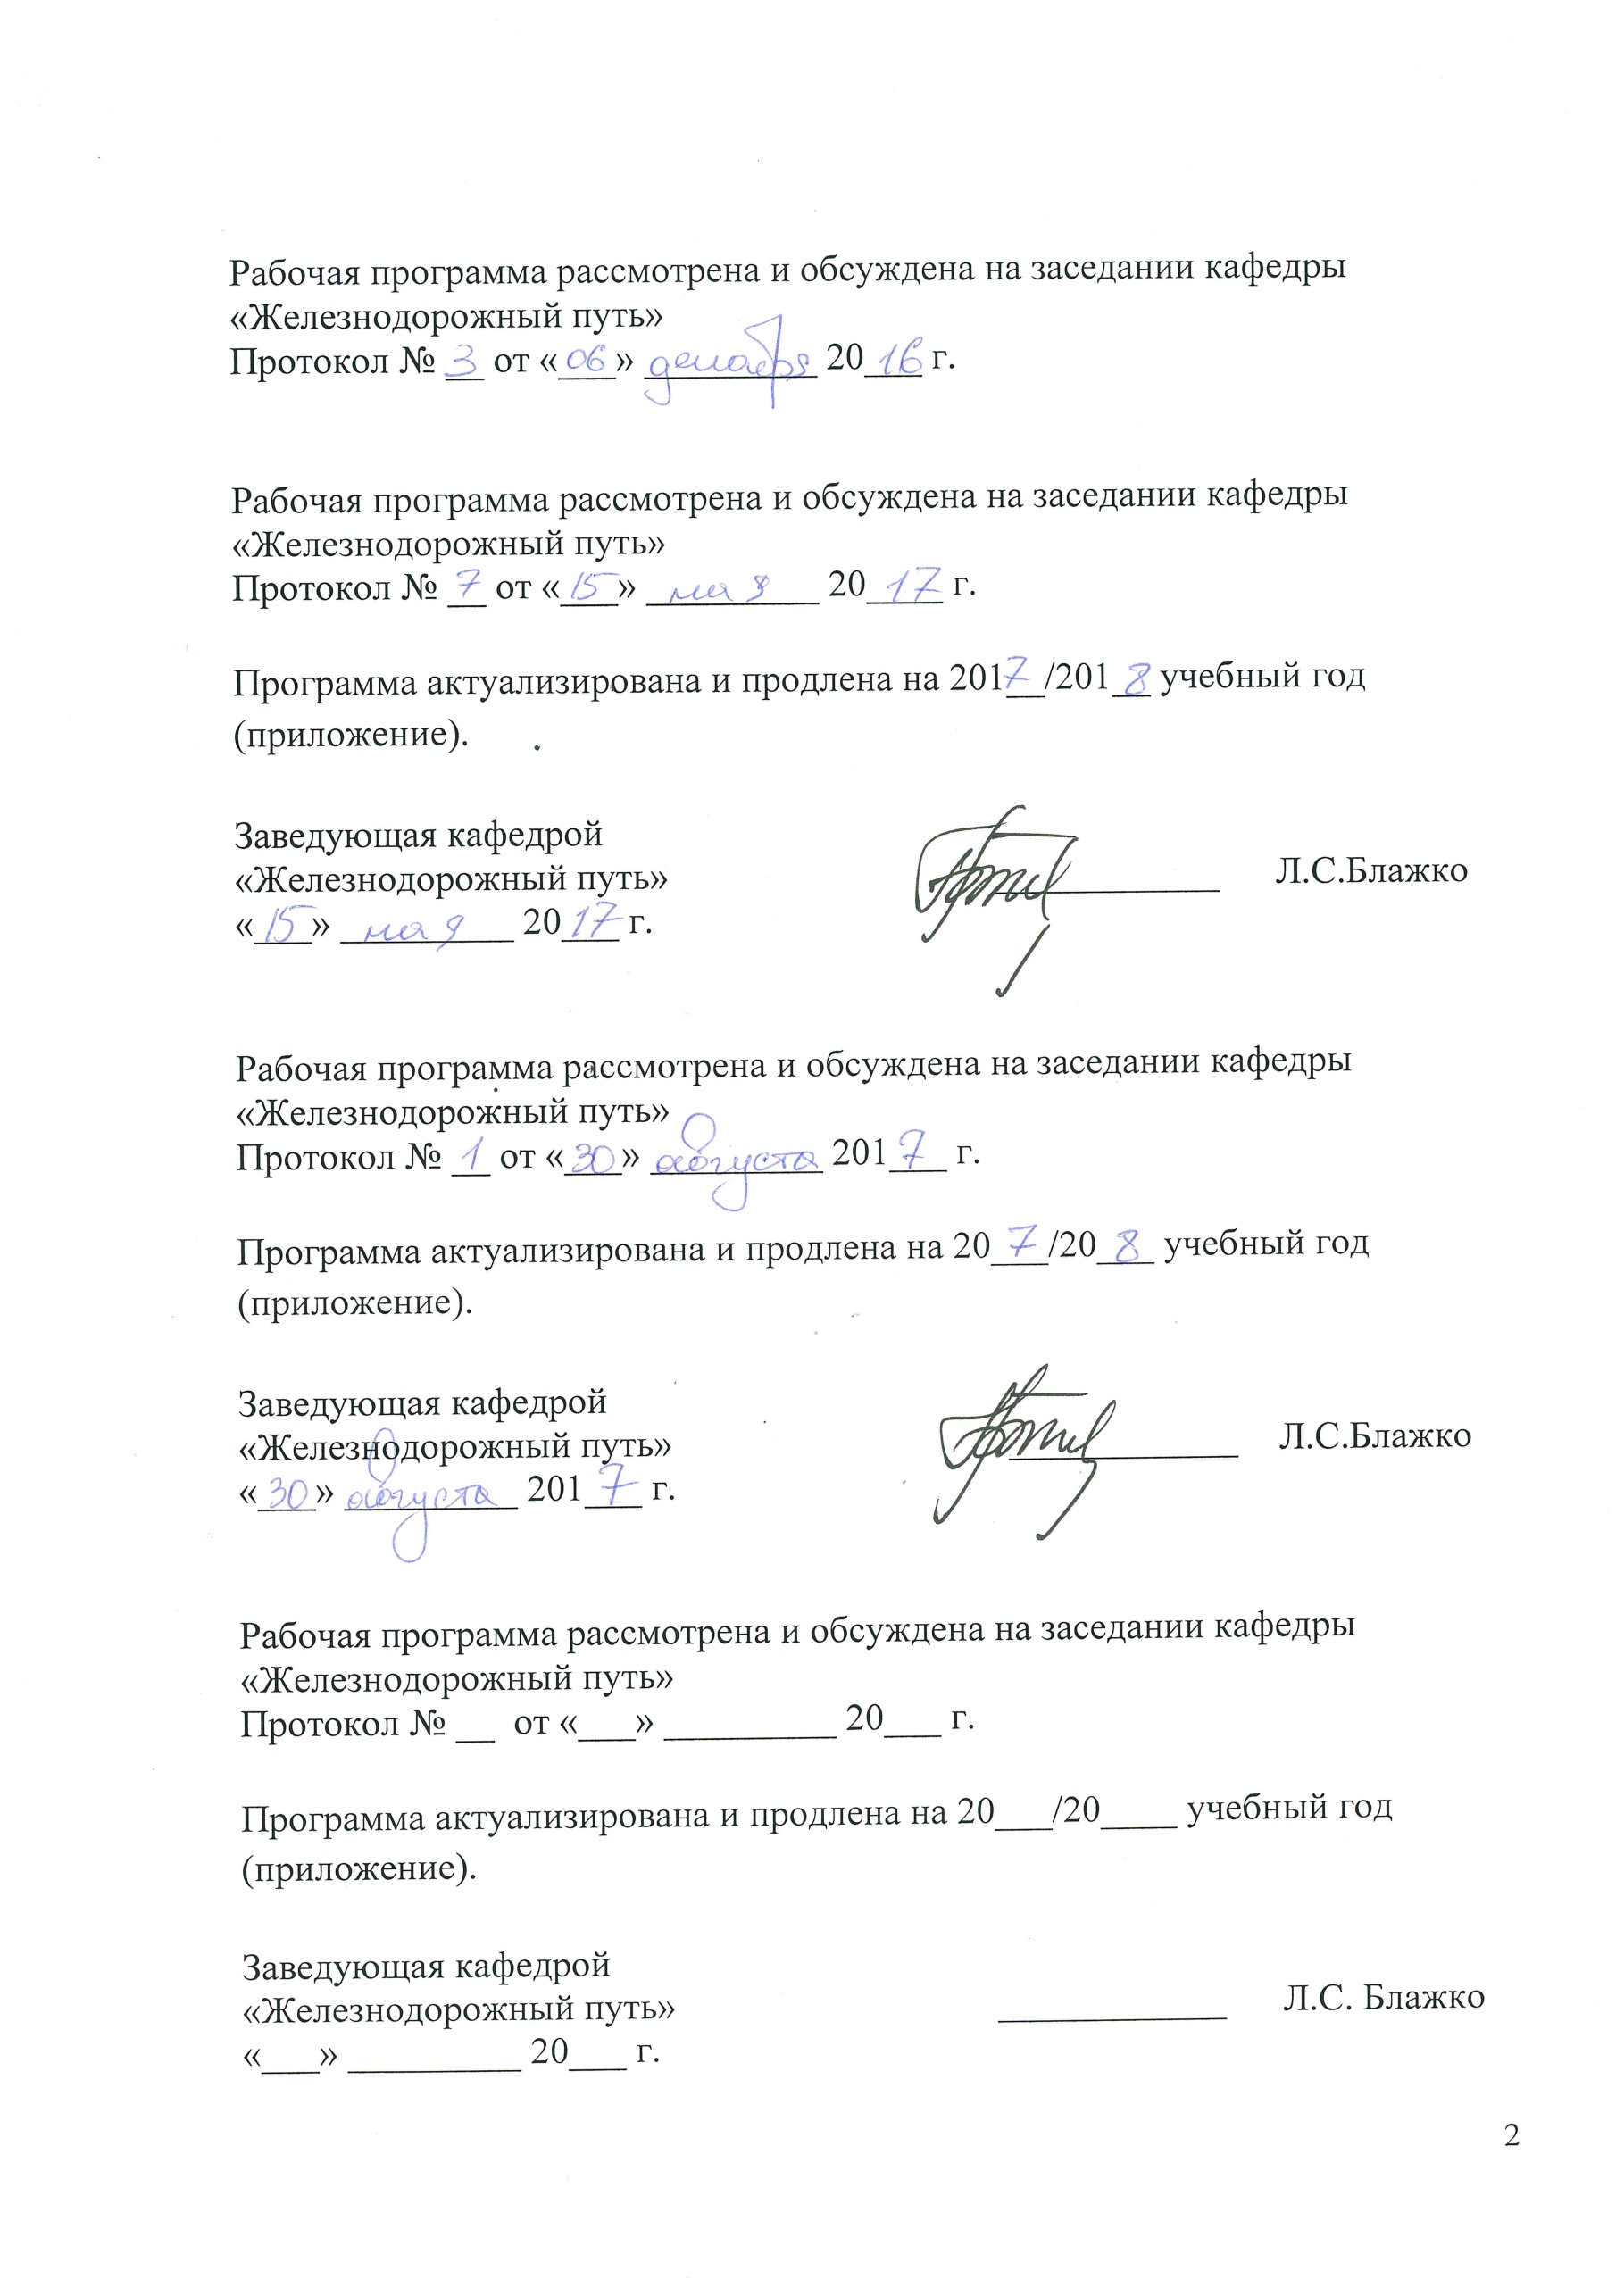 Рабочая программа рассмотрена и обсуждена на заседании кафедры
«Железнодорожный путь»
Протокол № 3 от «06» декабря 2016 г.
Рабочая программа рассмотрена и обсуждена на заседании кафедры
«Железнодорожный путь»
Протокол № 7 от «15» мая 2017 г.
Программа актуализирована и продлена на 2017/2018 учебный год
(приложение).
Заведующая кафедрой
«Железнодорожный путь» Л.С.Блажко
«15» мая 2017 г.
Рабочая программа рассмотрена и обсуждена на заседании кафедры
«Железнодорожный путь»
Протокол № 1 от «30» августа 2017 г.
Программа актуализирована и продлена на 20 7/20 8 учебный год
(приложение).
Заведующая кафедрой
«Железнодорожный путь» Л.С.Блажко
«30» августа 2017 г.
Рабочая программа рассмотрена и обсуждена на заседании кафедры
«Железнодорожный путь»
Протокол № __ от «___» _________ 20___ г.
Программа актуализирована и продлена на 20___/20____ учебный год
(приложение).
Заведующая кафедрой
«Железнодорожный путь» ____________ Л.С. Блажко
«___» _________ 20___ г.
2